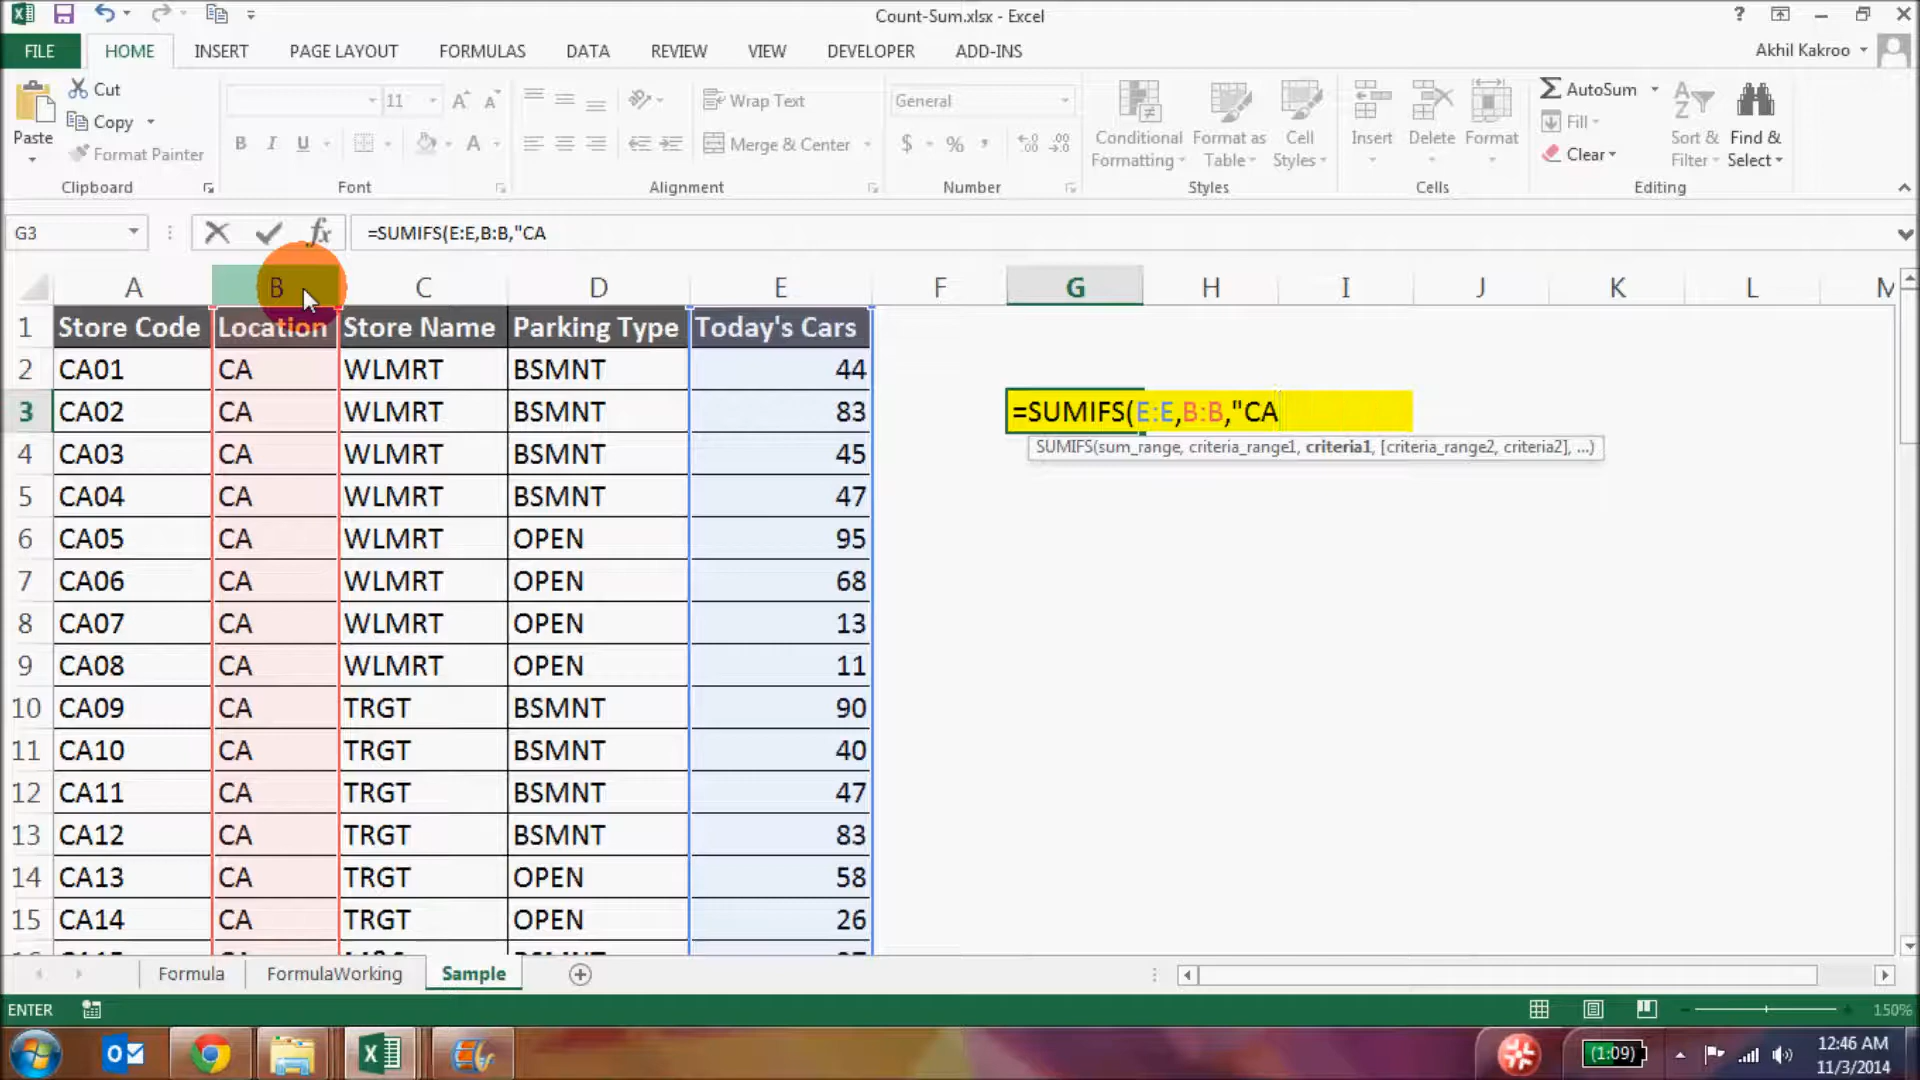 Count-Sum.xlsx - Excel
FILE HOME INSERT PAGE LAYOUT FORMULAS DATA REVIEW VIEW DEVELOPER ADD-INS Akhil Kakroo
Paste Cut Copy Format Painter
Clipboard
11
B I U A
Font
Wrap Text
Merge & Center
Alignment
General
$ % ,
Number
Conditional Formatting Format as Table Cell Styles
Styles
Insert Delete Format
Cells
AutoSum Fill Clear
Sort & Filter Find & Select
Editing
G3 fx =SUMIFS(E:E,B:B,"CA
A B C D E F G H I J K L M
1 Store Code Location Store Name Parking Type Today's Cars
2 CA01 CA WLMRT BSMNT 44
3 CA02 CA WLMRT BSMNT 83 =SUMIFS(E:E,B:B,"CA
SUMIFS(sum_range, criteria_range1, criteria1, [criteria_range2, criteria2], ...)
4 CA03 CA WLMRT BSMNT 45
5 CA04 CA WLMRT BSMNT 47
6 CA05 CA WLMRT OPEN 95
7 CA06 CA WLMRT OPEN 68
8 CA07 CA WLMRT OPEN 13
9 CA08 CA WLMRT OPEN 11
10 CA09 CA TRGT BSMNT 90
11 CA10 CA TRGT BSMNT 40
12 CA11 CA TRGT BSMNT 47
13 CA12 CA TRGT BSMNT 83
14 CA13 CA TRGT OPEN 58
15 CA14 CA TRGT OPEN 26
Formula FormulaWorking Sample
ENTER 150%
(1:09) 12:46 AM
11/3/2014